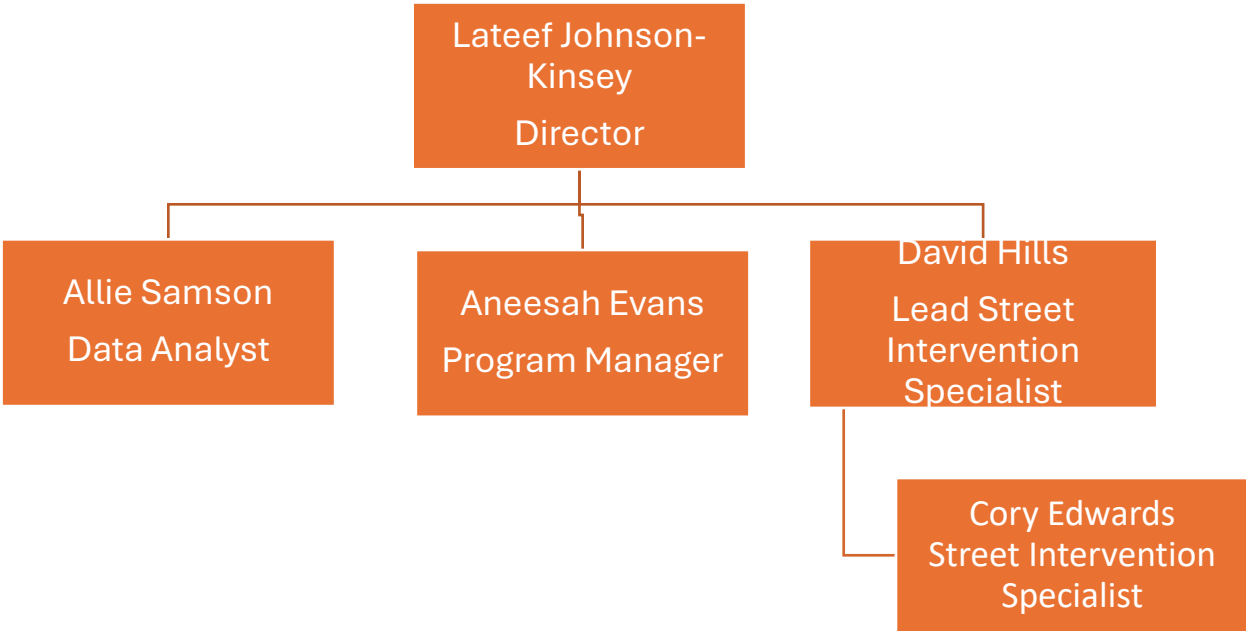 Lateef Johnson-
Kinsey
Director
Allie Samson
Data Analyst
Aneesah Evans
Program Manager
David Hills
Lead Street
Intervention
Specialist
Cory Edwards
Street Intervention
Specialist